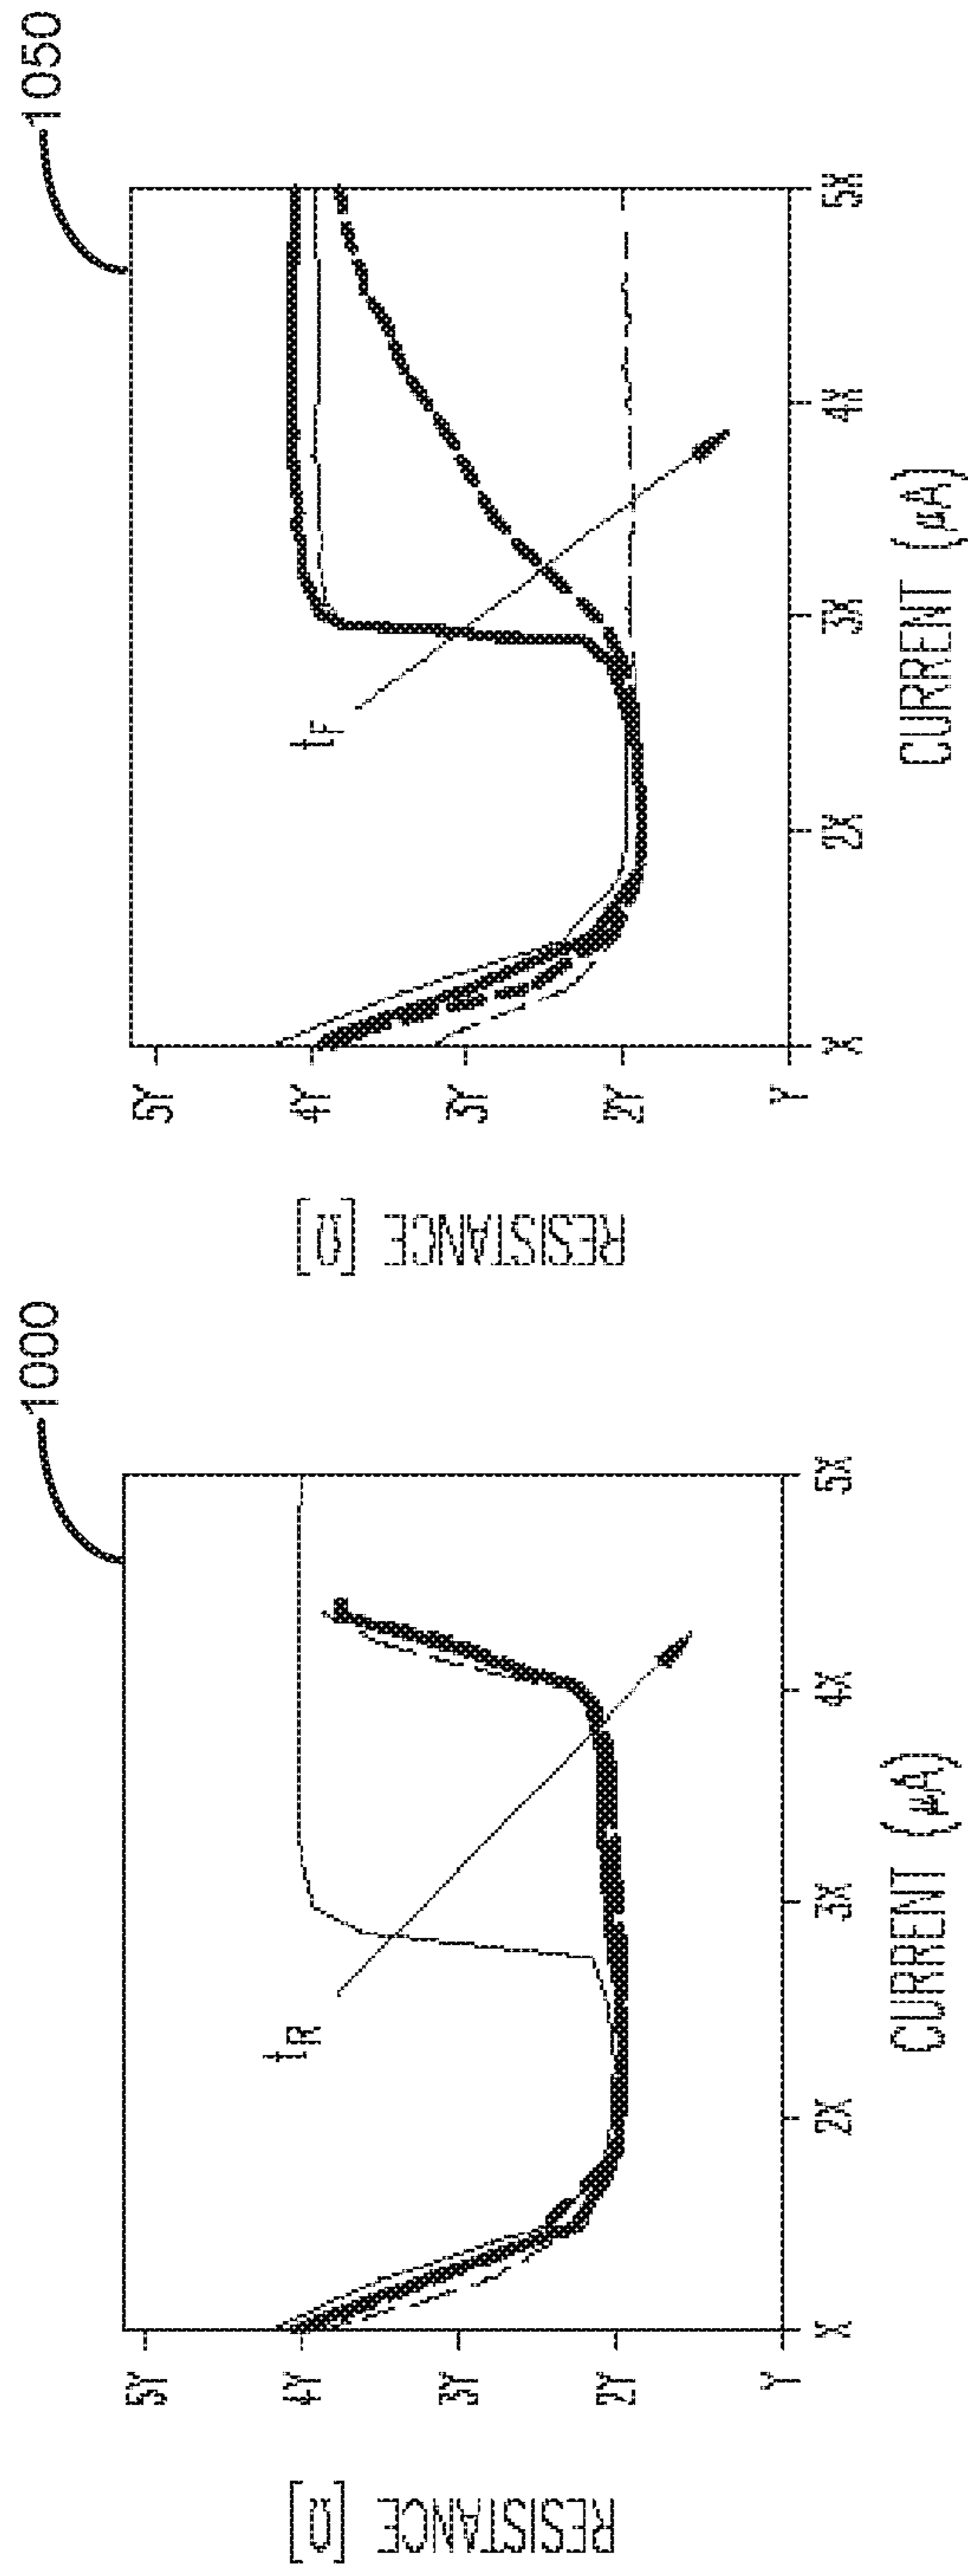 1000
RESISTANCE [Ω]
5Y
4Y
3Y
2Y
Y
tR
X
2X
3X
4X
5X
CURRENT (μA)
1050
RESISTANCE [Ω]
5Y
4Y
3Y
2Y
Y
tF
X
2X
3X
4X
5X
CURRENT (μA)